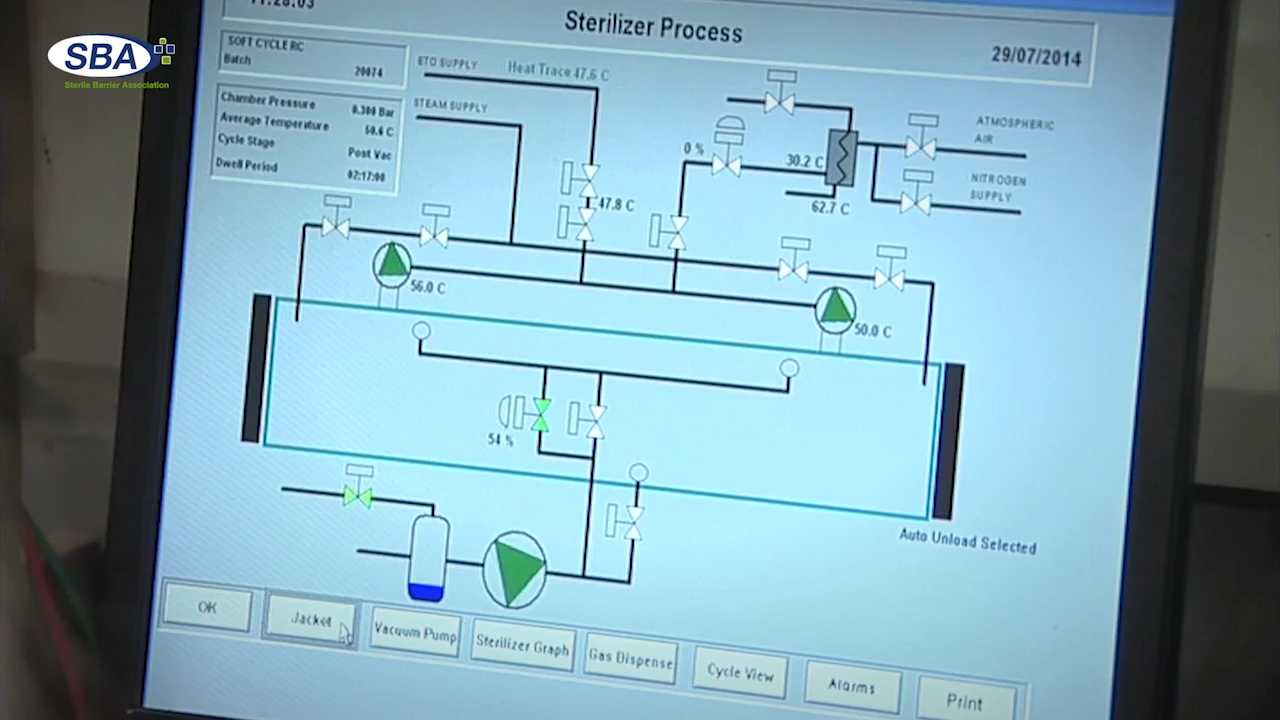 11:28:03
Sterilizer Process
29/07/2014
SBA
Sterile Barrier Association
SOFT CYCLE RC
Batch 20074
Chamber Pressure 0.300 Bar
Average Temperature 50.6 C
Cycle Stage Post Vac
Dwell Period 02:17:00
ETO SUPPLY
Heat Trace 47.6 C
STEAM SUPPLY
47.8 C
0 %
30.2 C
62.7 C
ATMOSPHERIC
AIR
NITROGEN
SUPPLY
56.0 C
50.0 C
54 %
Auto Unload Selected
OK
Jacket
Vacuum Pump
Sterilizer Graph
Gas Dispense
Cycle View
Alarms
Print